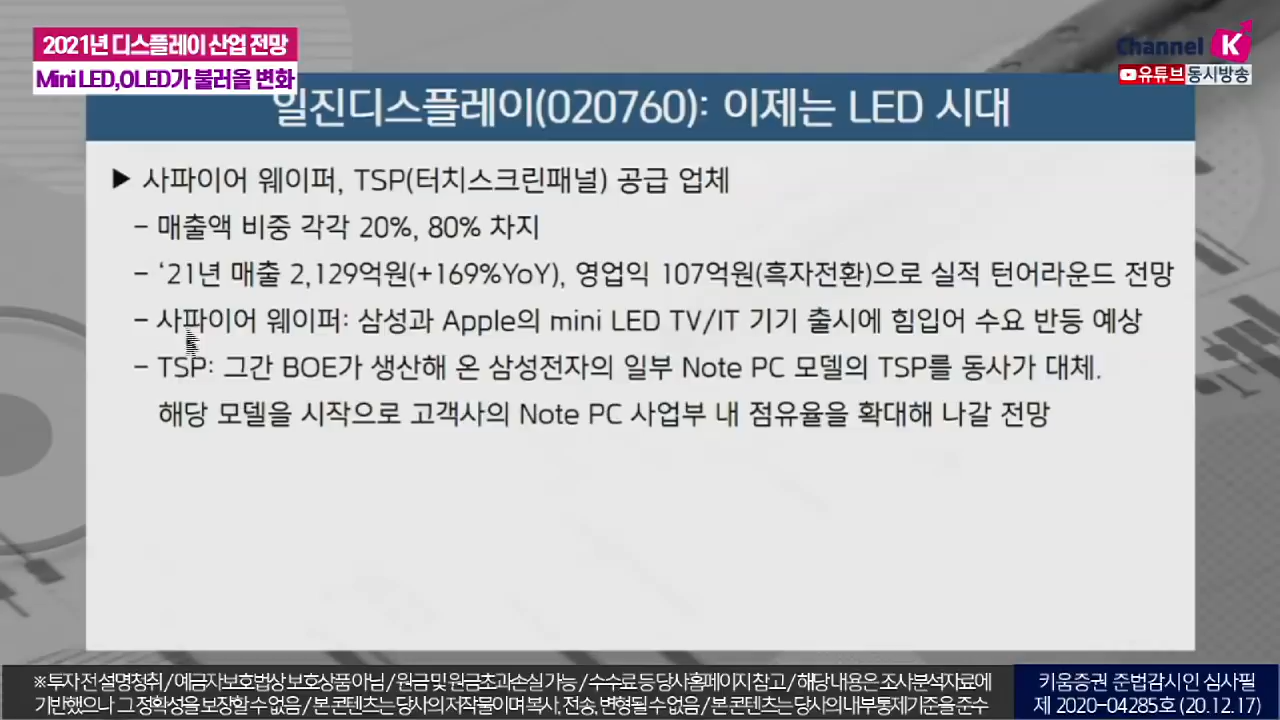 2021년 디스플레이 산업 전망
Mini LED,OLED가 불러올 변화
Channel K
유튜브동시방송
일진디스플레이(020760): 이제는 LED 시대
▶ 사파이어 웨이퍼, TSP(터치스크린패널) 공급 업체
– 매출액 비중 각각 20%, 80% 차지
– ‘21년 매출 2,129억원(+169%YoY), 영업익 107억원(흑자전환)으로 실적 턴어라운드 전망
– 사파이어 웨이퍼: 삼성과 Apple의 mini LED TV/IT 기기 출시에 힘입어 수요 반등 예상
– TSP: 그간 BOE가 생산해 온 삼성전자의 일부 Note PC 모델의 TSP를 동사가 대체.
해당 모델을 시작으로 고객사의 Note PC 사업부 내 점유율을 확대해 나갈 전망
※ 투자 전 설명청취 / 예금자보호법상 보호상품 아님 / 원금 및 원금초과손실 가능 / 수수료 등 당사홈페이지 참고 / 해당 내용은 조사분석자료에
기반했으나 그 정확성을 보장할 수 없음 / 본 콘텐츠는 당사의 저작물이며 복사, 전송, 변형될 수 없음 / 본 콘텐츠는 당사의 내부통제기준을 준수
키움증권 준법감시인 심사필
제 2020-04285호 (20.12.17)